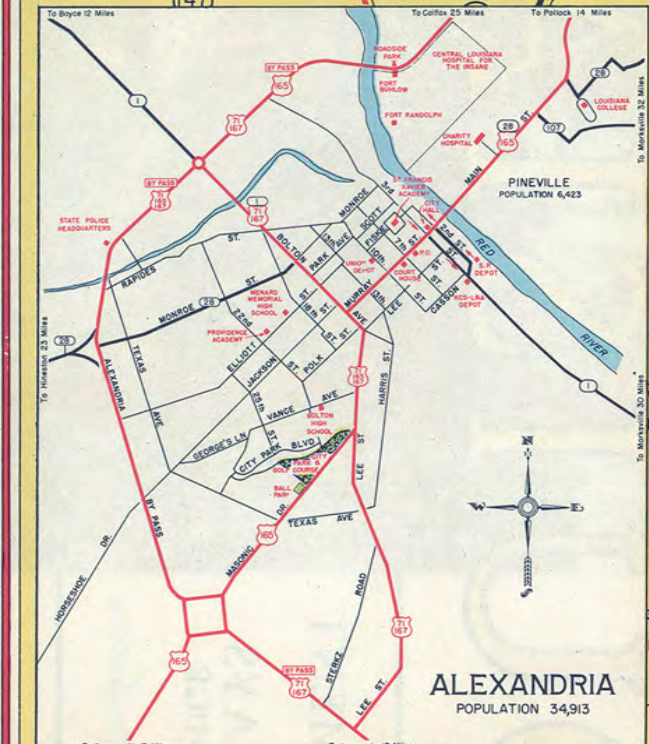 To Boyce 12 Miles
To Colfax 25 Miles
To Pollock 14 Miles
ROADSIDE
PARK
CENTRAL LOUISIANA
HOSPITAL FOR
THE INSANE
BY PASS
165
FORT
BUHLOW
28
LOUISIANA
COLLEGE
To Marksville 32 Miles
1
71
167
FORT RANDOLPH
CHARITY
HOSPITAL
28
165
107
MAIN ST.
PINEVILLE
POPULATION 6,423
BY PASS
71
165
167
1
71
167
ST. FRANCIS
XAVIER
ACADEMY
CITY
HALL
3rd
MONROE
SCOTT
FISKE
7th ST.
10th
13th
AVE
PARK
BOLTON
2nd ST.
RED
RIVER
STATE POLICE
HEADQUARTERS
RAPIDES
ST.
UNION
DEPOT
P.O.
COURT
HOUSE
S.P.
DEPOT
KCS-L&A
DEPOT
MURRAY
13th
ST.
ST.
ST.
LEE
CASSON
AVE
MONROE
28
ST.
MENARD
MEMORIAL
HIGH
SCHOOL
PROVIDENCE
ACADEMY
22nd
ST.
18th
ST.
ELLIOTT
JACKSON
ST.
POLK
ST.
ST.
28
To Hineston 23 Miles
1
To Marksville 30 Miles
ALEXANDRIA
BY PASS
TEXAS
AVE
71
165
167
HARRIS ST.
25th
ST.
VANCE AVE
BOLTON
HIGH
SCHOOL
GEORGE'S LN
CITY PARK BLVD
CITY
PARK &
GOLF COURSE
BALL
PARK
LEE ST
N
W
E
S
TEXAS AVE
165
MASONIC DR.
HORSESHOE DR.
STERKZ ROAD
71
167
165
BY PASS
71
167
LEE ST.
ALEXANDRIA
POPULATION 34,913